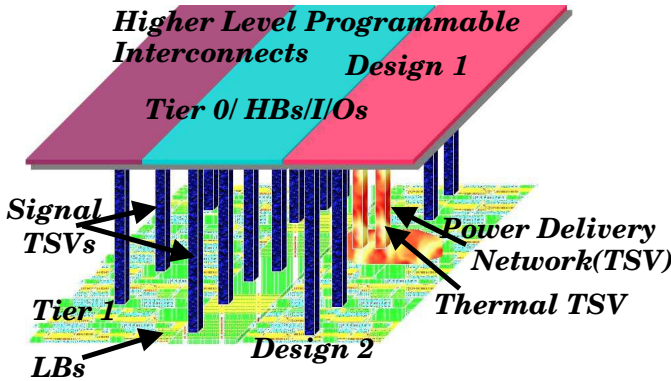 Higher Level Programmable
Interconnects
Design 1
Tier 0/ HBs/I/Os
Signal
TSVs
Power Delivery
Network(TSV)
Thermal TSV
Tier 1
Design 2
LBs